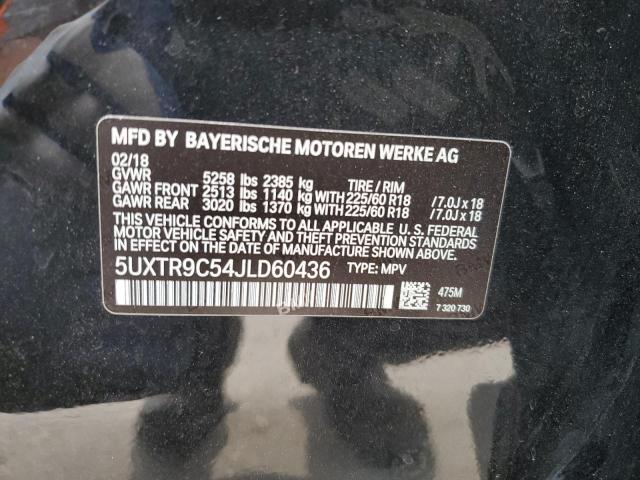 MFD BY BAYERISCHE MOTOREN WERKE AG
02/18
GVWR 5258 lbs 2385 kg TIRE / RIM
GAWR FRONT 2513 lbs 1140 kg WITH 225/60 R18 /7.0J x 18
GAWR REAR 3020 lbs 1370 kg WITH 225/60 R18 /7.0J x 18
THIS VEHICLE CONFORMS TO ALL APPLICABLE U.S. FEDERAL
MOTOR VEHICLE SAFETY AND THEFT PREVENTION STANDARDS
IN EFFECT ON THE DATE OF MANUFACTURE SHOWN ABOVE.
5UXTR9C54JLD60436 TYPE: MPV
475M
7 320 730